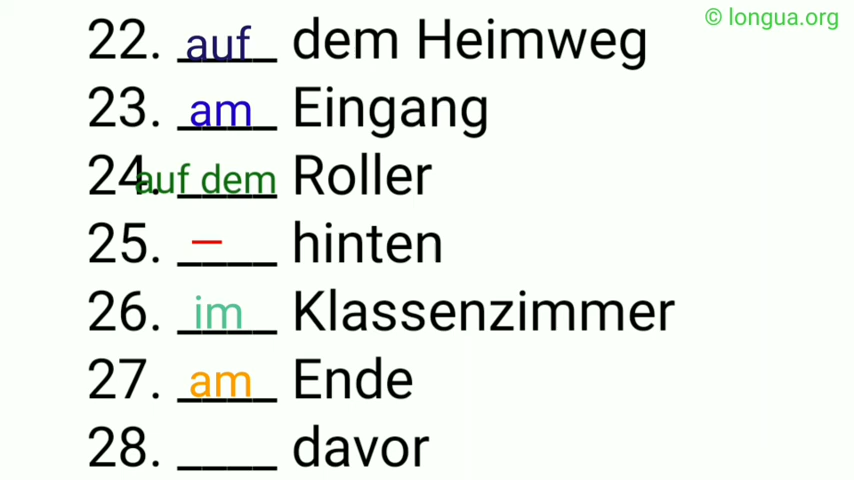 © longua.org
22. auf dem Heimweg
23. am Eingang
24. auf dem Roller
25. — hinten
26. im Klassenzimmer
27. am Ende
28. ____ davor